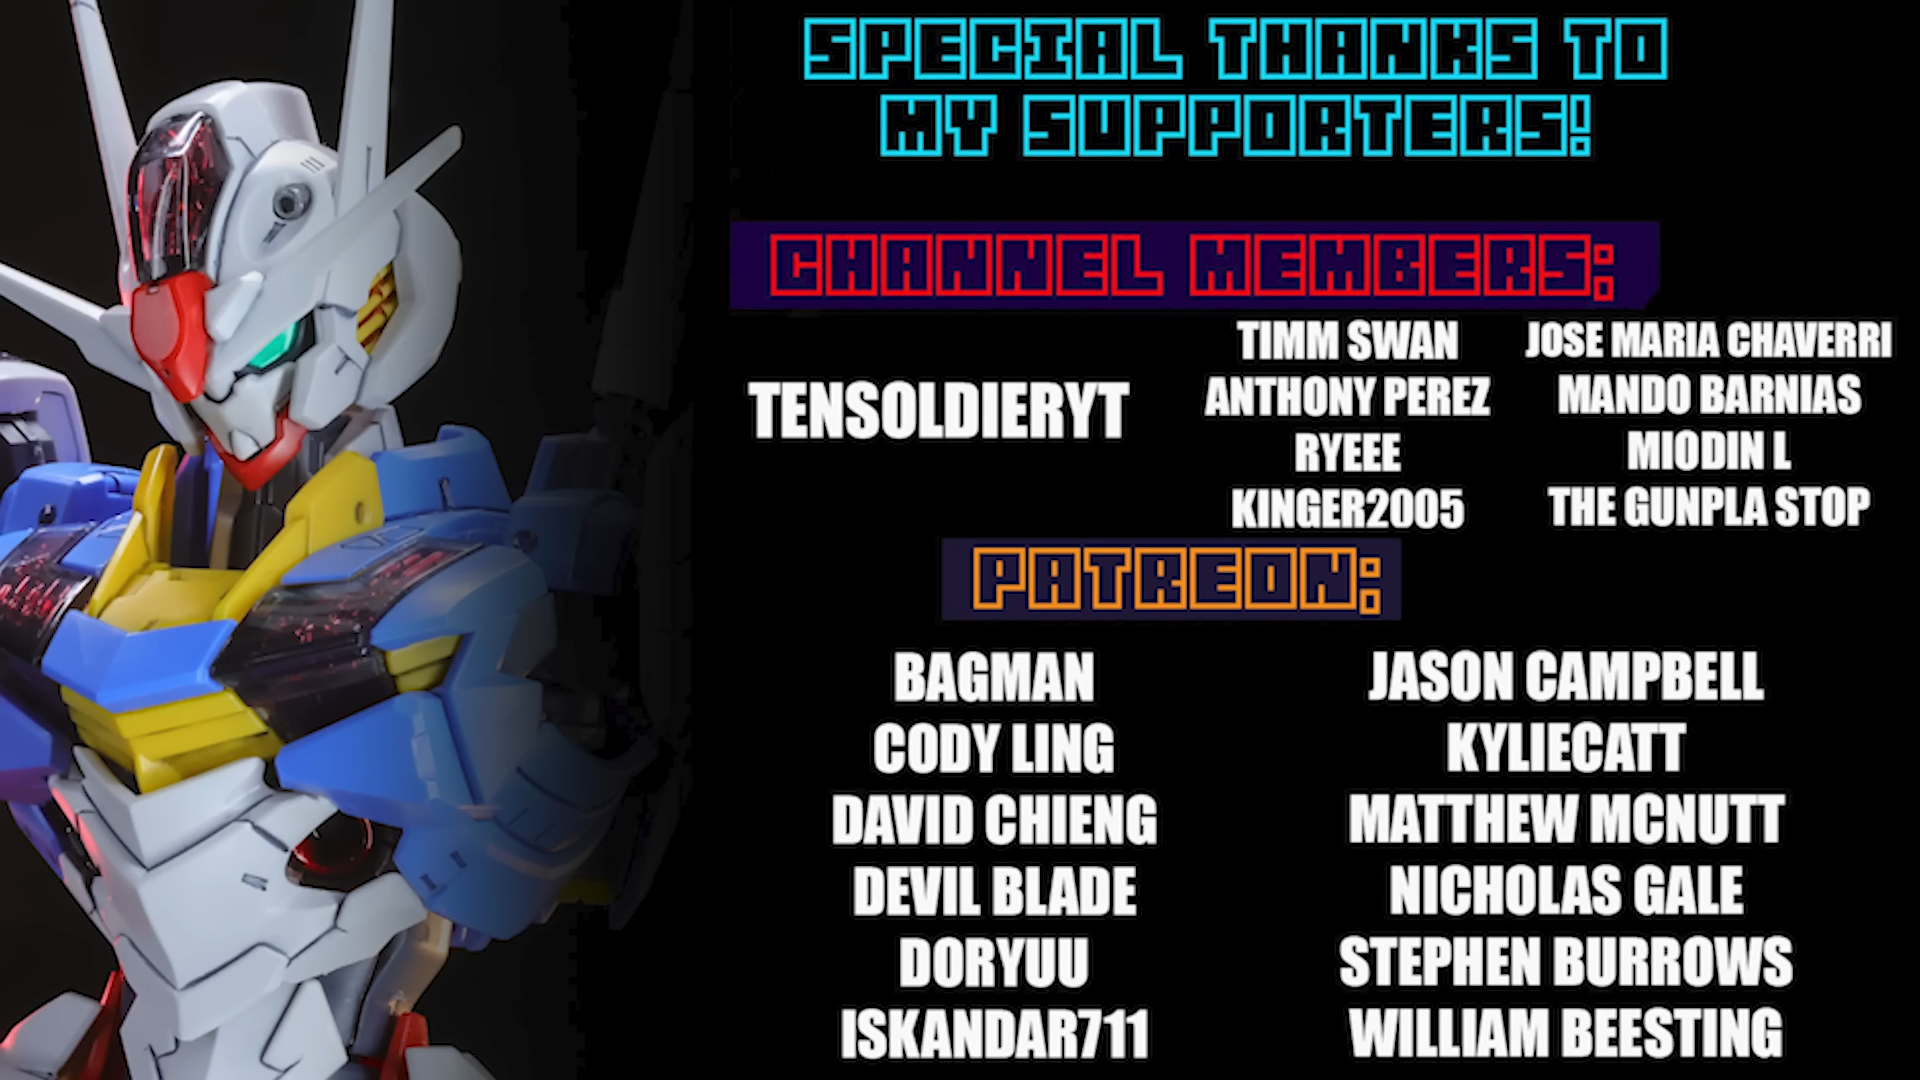 SPECIAL THANKS TO
MY SUPPORTERS!
CHANNEL MEMBERS:
TENSOLDIERYT
TIMM SWAN
ANTHONY PEREZ
RYEEE
KINGER2005
JOSE MARIA CHAVERRI
MANDO BARNIAS
MIODIN L
THE GUNPLA STOP
PATREON:
BAGMAN
CODY LING
DAVID CHIENG
DEVIL BLADE
DORYUU
ISKANDAR711
JASON CAMPBELL
KYLIECATT
MATTHEW MCNUTT
NICHOLAS GALE
STEPHEN BURROWS
WILLIAM BEESTING